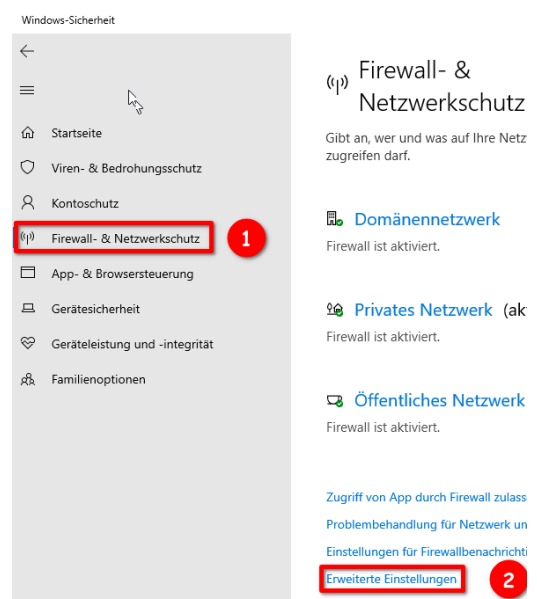 Windows-Sicherheit
Startseite
Viren- & Bedrohungsschutz
Kontoschutz
Firewall- & Netzwerkschutz
1
App- & Browsersteuerung
Gerätesicherheit
Geräteleistung und -integrität
Familienoptionen
Firewall- &
Netzwerkschutz
Gibt an, wer und was auf Ihre Netz
zugreifen darf.
Domänennetzwerk
Firewall ist aktiviert.
Privates Netzwerk (ak
Firewall ist aktiviert.
Öffentliches Netzwerk
Firewall ist aktiviert.
Zugriff von App durch Firewall zulass
Problembehandlung für Netzwerk un
Einstellungen für Firewallbenachrichti
Erweiterte Einstellungen
2